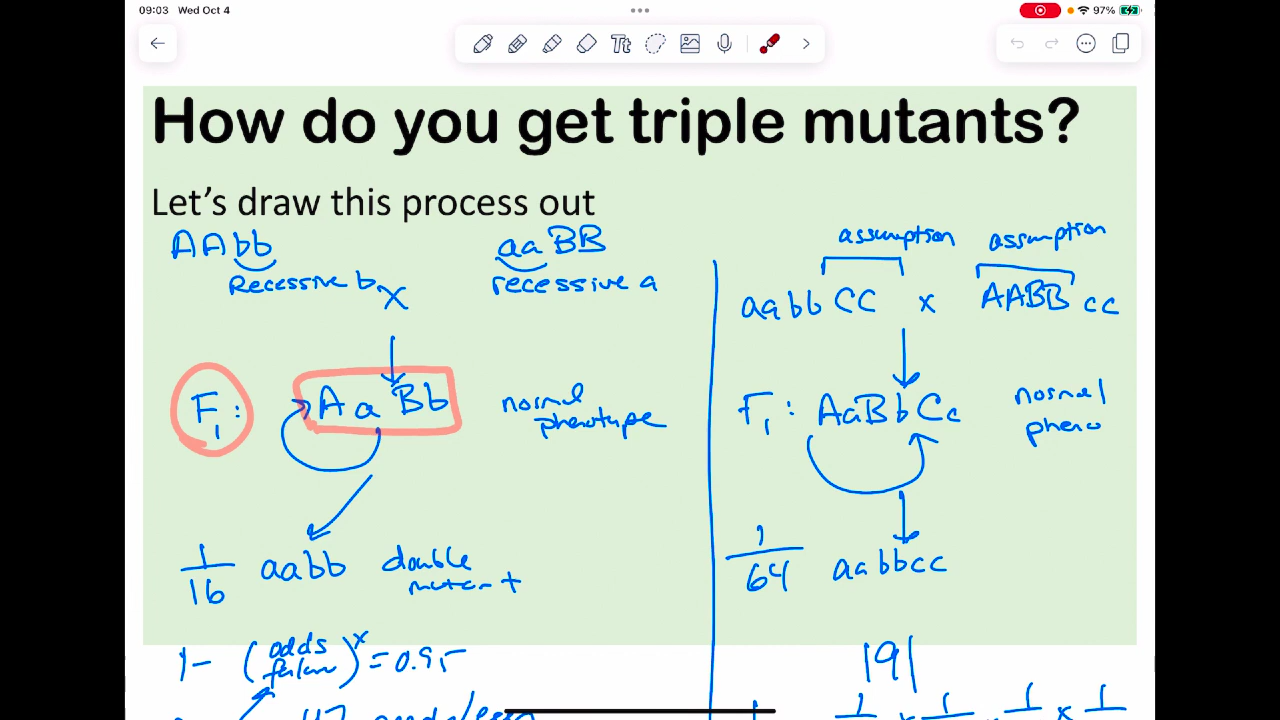 09:03 Wed Oct 4
97%
Tt
How do you get triple mutants?
Let's draw this process out
AAbb
Recessive b
x
aaBB
recessive a
F1: AaBb
normal
phenotype
1/16 aabb
double
mutant
1- (odds failure)^x = 0.95
assumption
assumption
aabbCC x AABBcc
F1: AaBbCc
normal
pheno
1/64 aabbcc
191